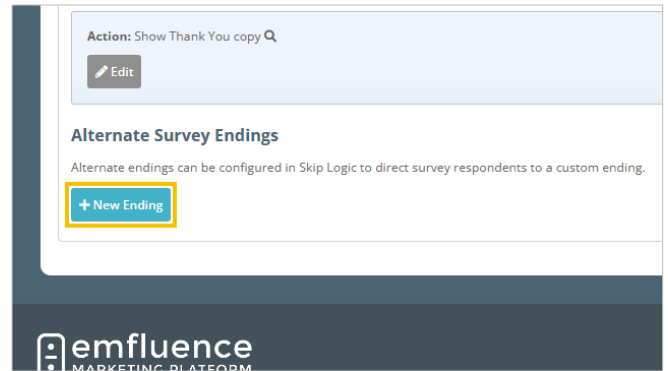 Action: Show Thank You copy
Edit
Alternate Survey Endings
Alternate endings can be configured in Skip Logic to direct survey respondents to a custom ending.
+ New Ending
emfluence
MARKETING PLATFORM